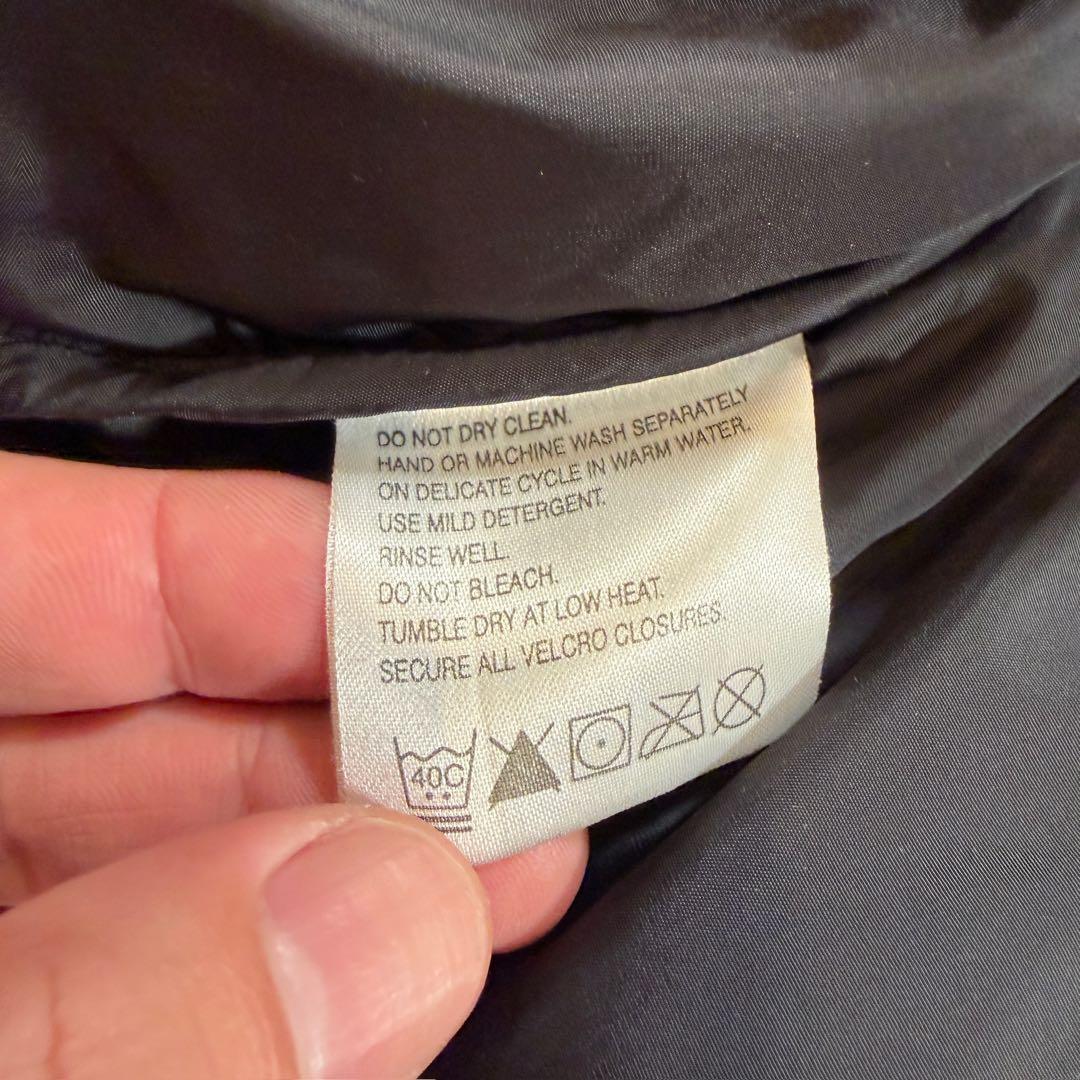 DO NOT DRY CLEAN.
HAND OR MACHINE WASH SEPARATELY
ON DELICATE CYCLE IN WARM WATER.
USE MILD DETERGENT.
RINSE WELL.
DO NOT BLEACH.
TUMBLE DRY AT LOW HEAT.
SECURE ALL VELCRO CLOSURES.
40C